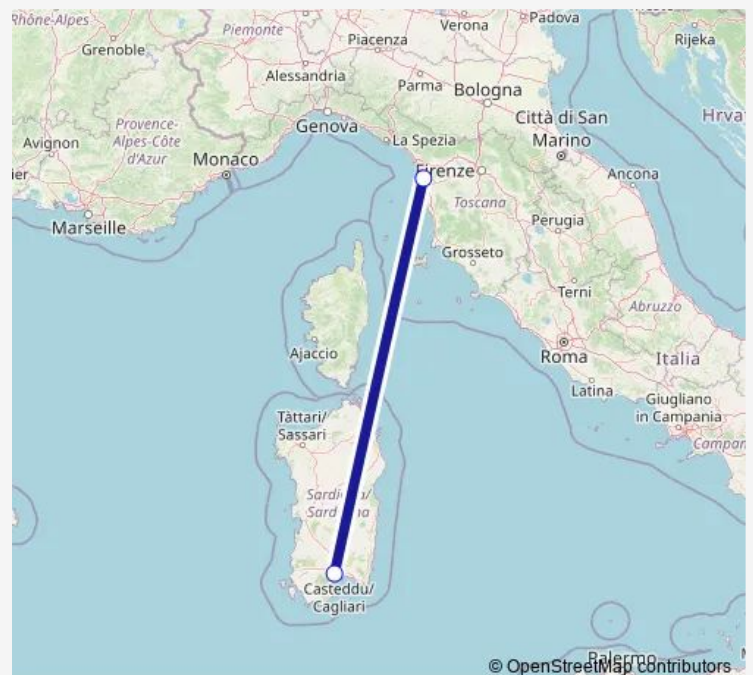 Rhône-Alpes
Grenoble
Piemonte
Piacenza
Verona
Padova
Rijeka
Alessandria
Parma
Bologna
Genova
Avignon
Provence-
Alpes-Côte
d'Azur
Monaco
La Spezia
Città di San
Marino
Hrva
ier
Firenze
Ancona
Marseille
Toscana
Perugia
Grosseto
Terni
Abruzzo
Ajaccio
Roma
Italia
Latina
Giugliano
in Campania
Campan
Tàttari/
Sassari
Casteddu/
Cagliari
Palermo
© OpenStreetMap contributors